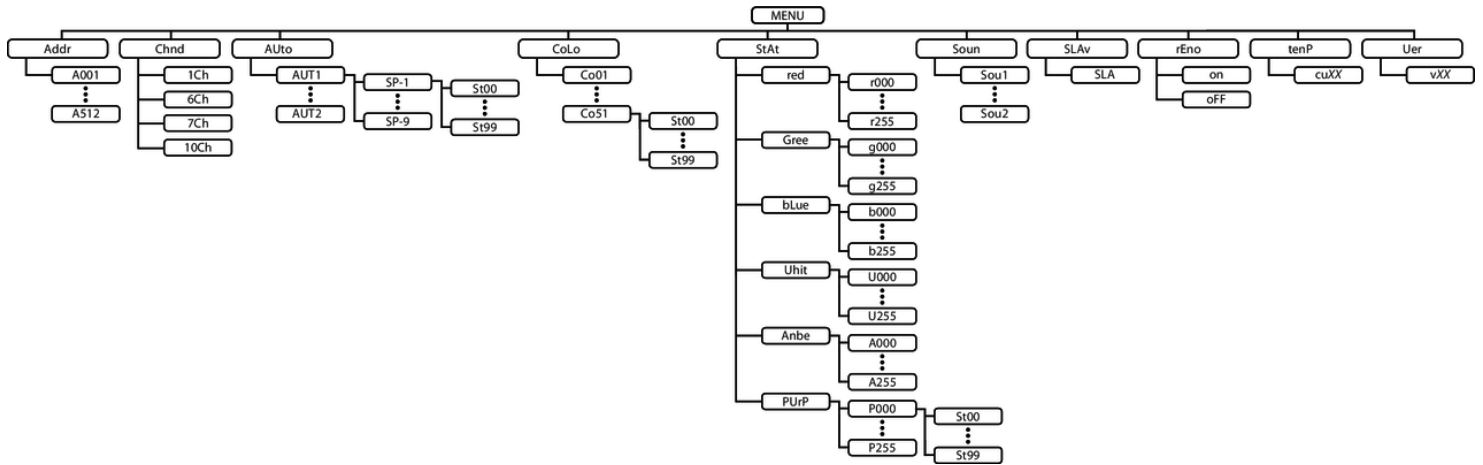 MENU
Addr
A001
A512
Chnd
1Ch
6Ch
7Ch
10Ch
AUto
AUT1
AUT2
SP-1
SP-9
St00
St99
CoLo
Co01
Co51
St00
St99
StAt
red
r000
r255
Gree
g000
g255
bLue
b000
b255
Uhit
U000
U255
Anbe
A000
A255
PUrP
P000
P255
St00
St99
Soun
Sou1
Sou2
SLAv
SLA
rEno
on
oFF
tenP
cuXX
Uer
vXX